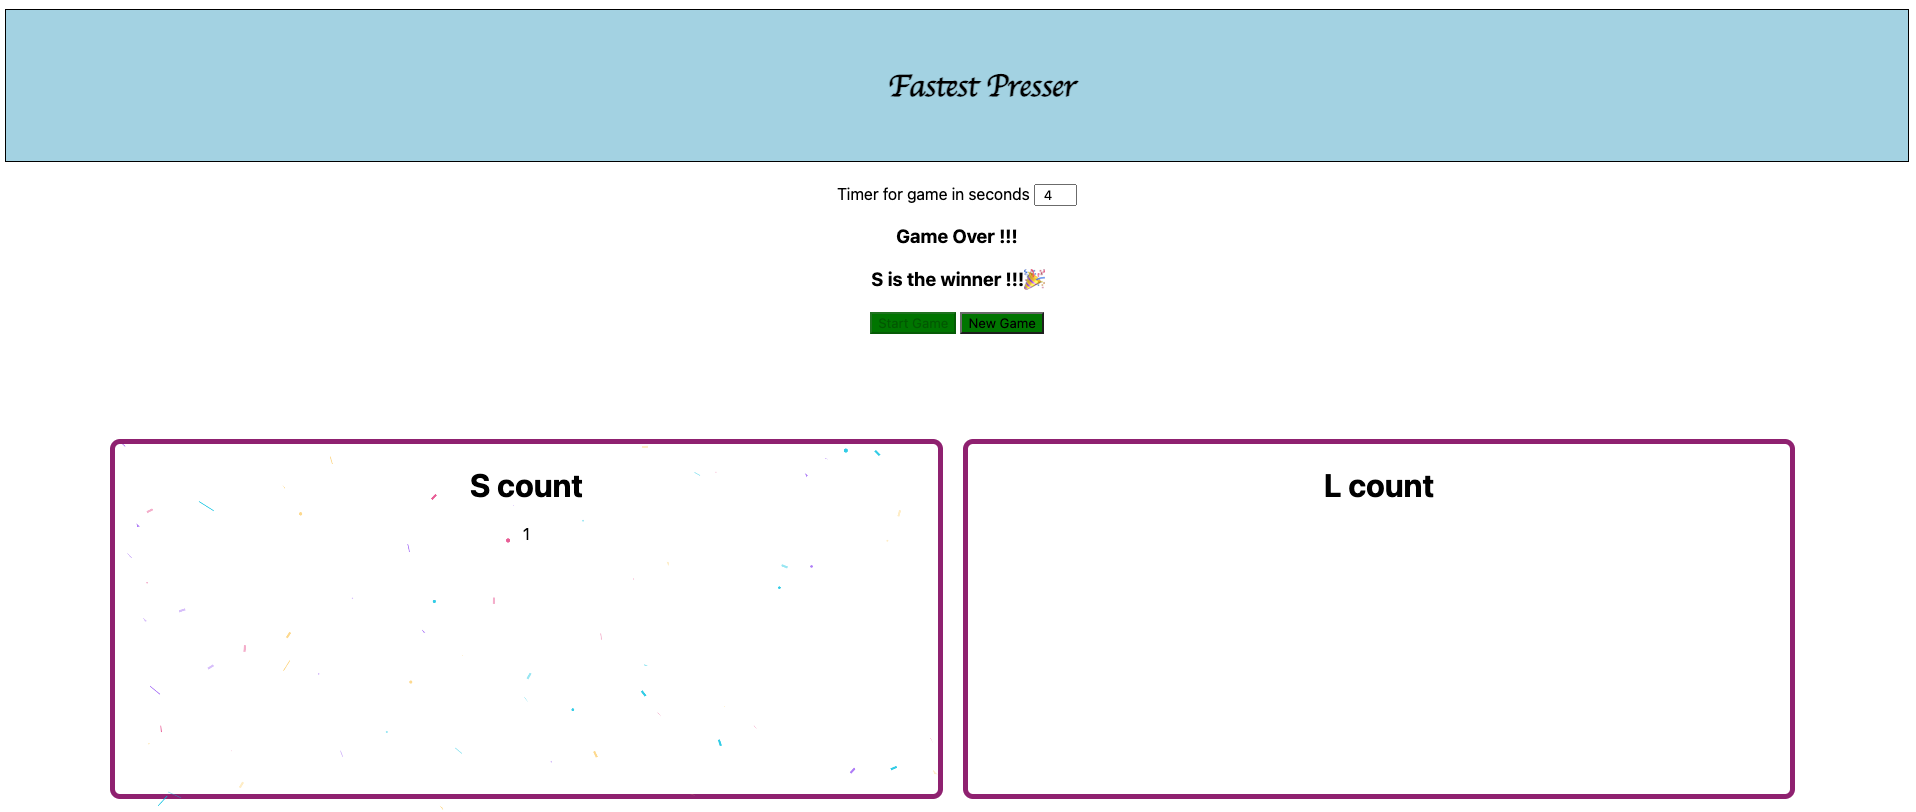 Fastest Presser
Timer for game in seconds 4
Game Over !!!
S is the winner !!!🎉
Start Game New Game
S count
1
L count